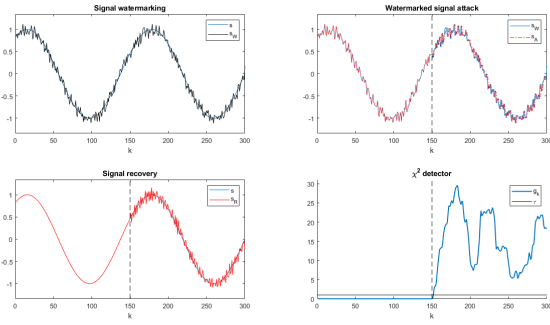 Signal watermarking
s
s_W
1
0.5
0
-0.5
-1
0 50 100 150 200 250 300
k
Watermarked signal attack
s_W
s_A
1
0.5
0
-0.5
-1
0 50 100 150 200 250 300
k
Signal recovery
s
s_R
1
0.5
0
-0.5
-1
0 50 100 150 200 250 300
k
χ² detector
g_k
τ
30
25
20
15
10
5
0
0 50 100 150 200 250 300
k